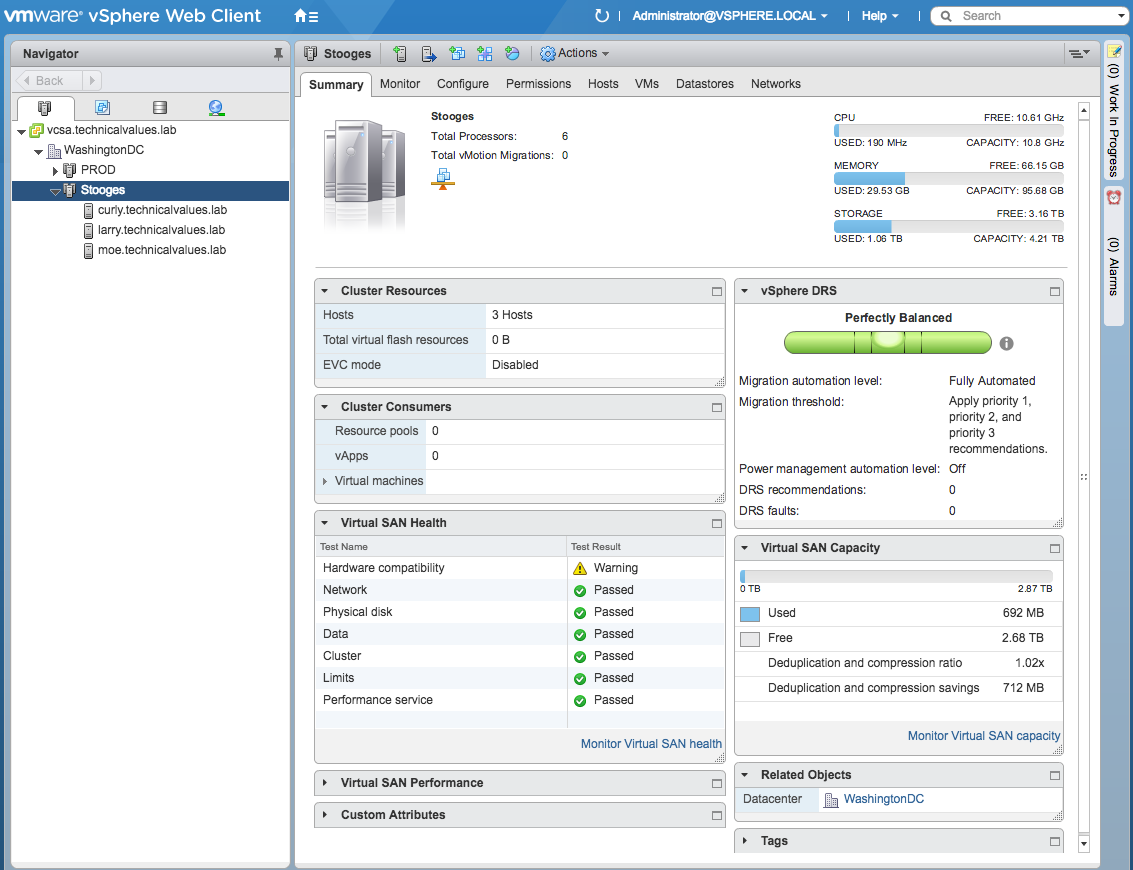 vmware® vSphere Web Client
Administrator@VSPHERE.LOCAL
Help
Search
Navigator
Back
vcsa.technicalvalues.lab
WashingtonDC
PROD
Stooges
curly.technicalvalues.lab
larry.technicalvalues.lab
moe.technicalvalues.lab
Stooges
Actions
Summary Monitor Configure Permissions Hosts VMs Datastores Networks
Stooges
Total Processors: 6
Total vMotion Migrations: 0
CPU FREE: 10.61 GHz
USED: 190 MHz CAPACITY: 10.8 GHz
MEMORY FREE: 66.15 GB
USED: 29.53 GB CAPACITY: 95.68 GB
STORAGE FREE: 3.16 TB
USED: 1.06 TB CAPACITY: 4.21 TB
Cluster Resources
Hosts 3 Hosts
Total virtual flash resources 0 B
EVC mode Disabled
Cluster Consumers
Resource pools 0
vApps 0
Virtual machines
Virtual SAN Health
Test Name Test Result
Hardware compatibility Warning
Network Passed
Physical disk Passed
Data Passed
Cluster Passed
Limits Passed
Performance service Passed
Monitor Virtual SAN health
Virtual SAN Performance
Custom Attributes
vSphere DRS
Perfectly Balanced
Migration automation level: Fully Automated
Migration threshold: Apply priority 1,
priority 2, and
priority 3
recommendations.
Power management automation level: Off
DRS recommendations: 0
DRS faults: 0
Virtual SAN Capacity
0 TB 2.87 TB
Used 692 MB
Free 2.68 TB
Deduplication and compression ratio 1.02x
Deduplication and compression savings 712 MB
Monitor Virtual SAN capacity
Related Objects
Datacenter WashingtonDC
Tags
(0) Work In Progress
(0) Alarms